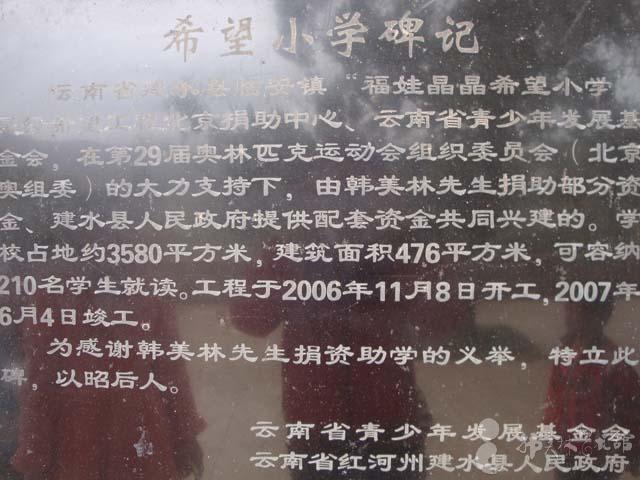 希望小学碑记
云南省建水县临安镇“福娃晶晶希望小学
是经希望工程北京捐助中心、云南省青少年发展基
金会，在第29届奥林匹克运动会组织委员会（北京
奥组委）的大力支持下，由韩美林先生捐助部分资
金、建水县人民政府提供配套资金共同兴建的。学
校占地约3580平方米，建筑面积476平方米，可容纳
210名学生就读。工程于2006年11月8日开工，2007年
6月4日竣工。
为感谢韩美林先生捐资助学的义举，特立此
碑，以昭后人。
云南省青少年发展基金会
云南省红河州建水县人民政府